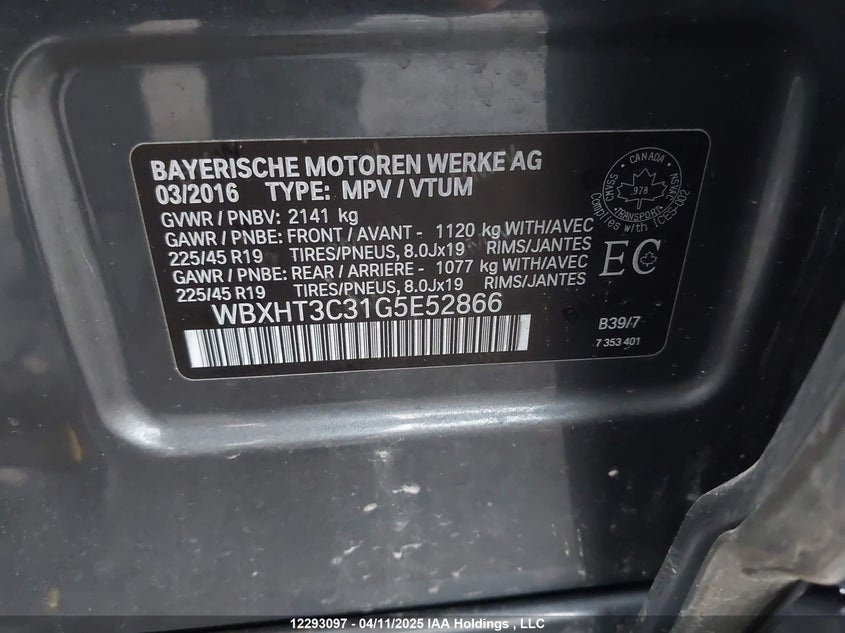 BAYERISCHE MOTOREN WERKE AG
03/2016 TYPE: MPV / VTUM
GVWR / PNBV: 2141 kg
GAWR / PNBE: FRONT / AVANT - 1120 kg WITH/AVEC
225/45 R19 TIRES/PNEUS, 8.0Jx19 RIMS/JANTES
GAWR / PNBE: REAR / ARRIERE - 1077 kg WITH/AVEC
225/45 R19 TIRES/PNEUS, 8.0Jx19 RIMS/JANTES
WBXHT3C31G5E52866
CANADA
978
TRANSPORT
CMVSS
NSVAC
Complies with ICES-002
EC
B39/7
7 353 401
12293097 - 04/11/2025 IAA Holdings , LLC